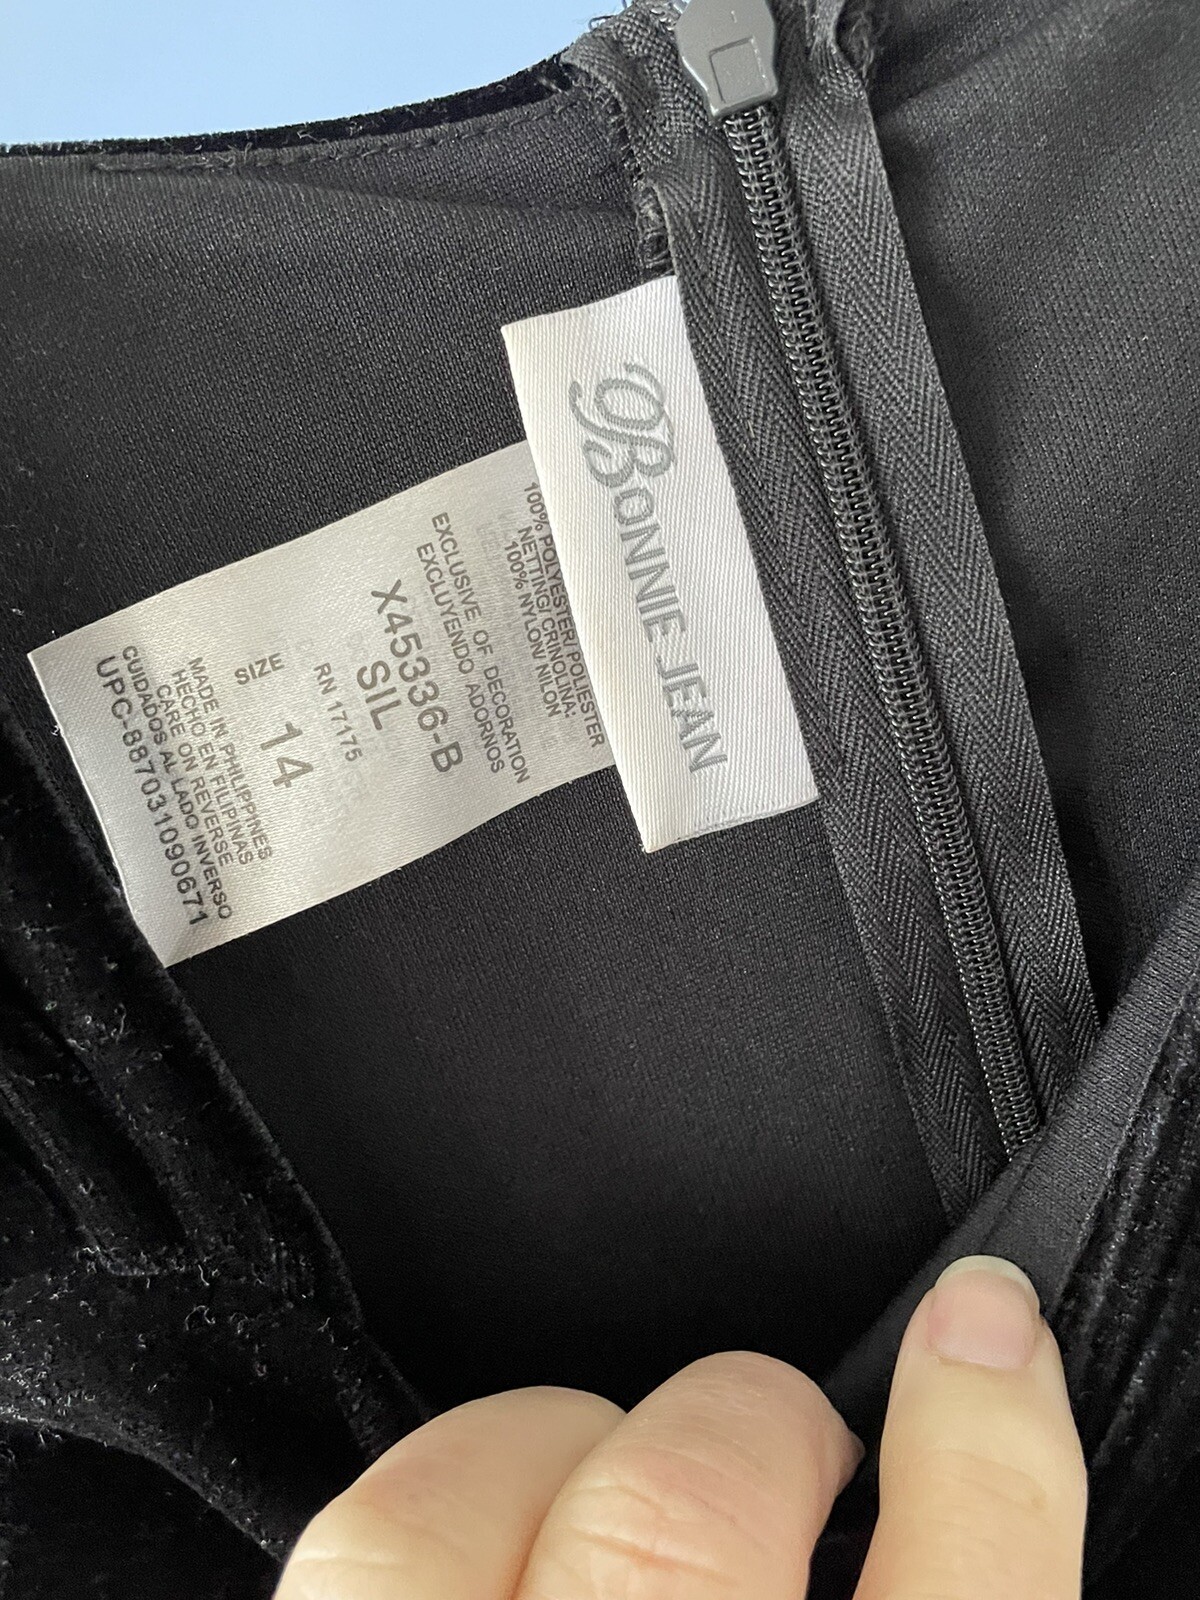 BONNIE JEAN
100% POLYESTER/POLIESTER
NETTING/ CRINOLINA:
100% NYLON/ NILON
EXCLUSIVE OF DECORATION
EXCLUYENDO ADORNOS
X45336-B
SIL
RN 17175
SIZE 14
MADE IN PHILIPPINES
HECHO EN FILIPINAS
CARE ON REVERSE
CUIDADOS AL LADO INVERSO
UPC-887031090671